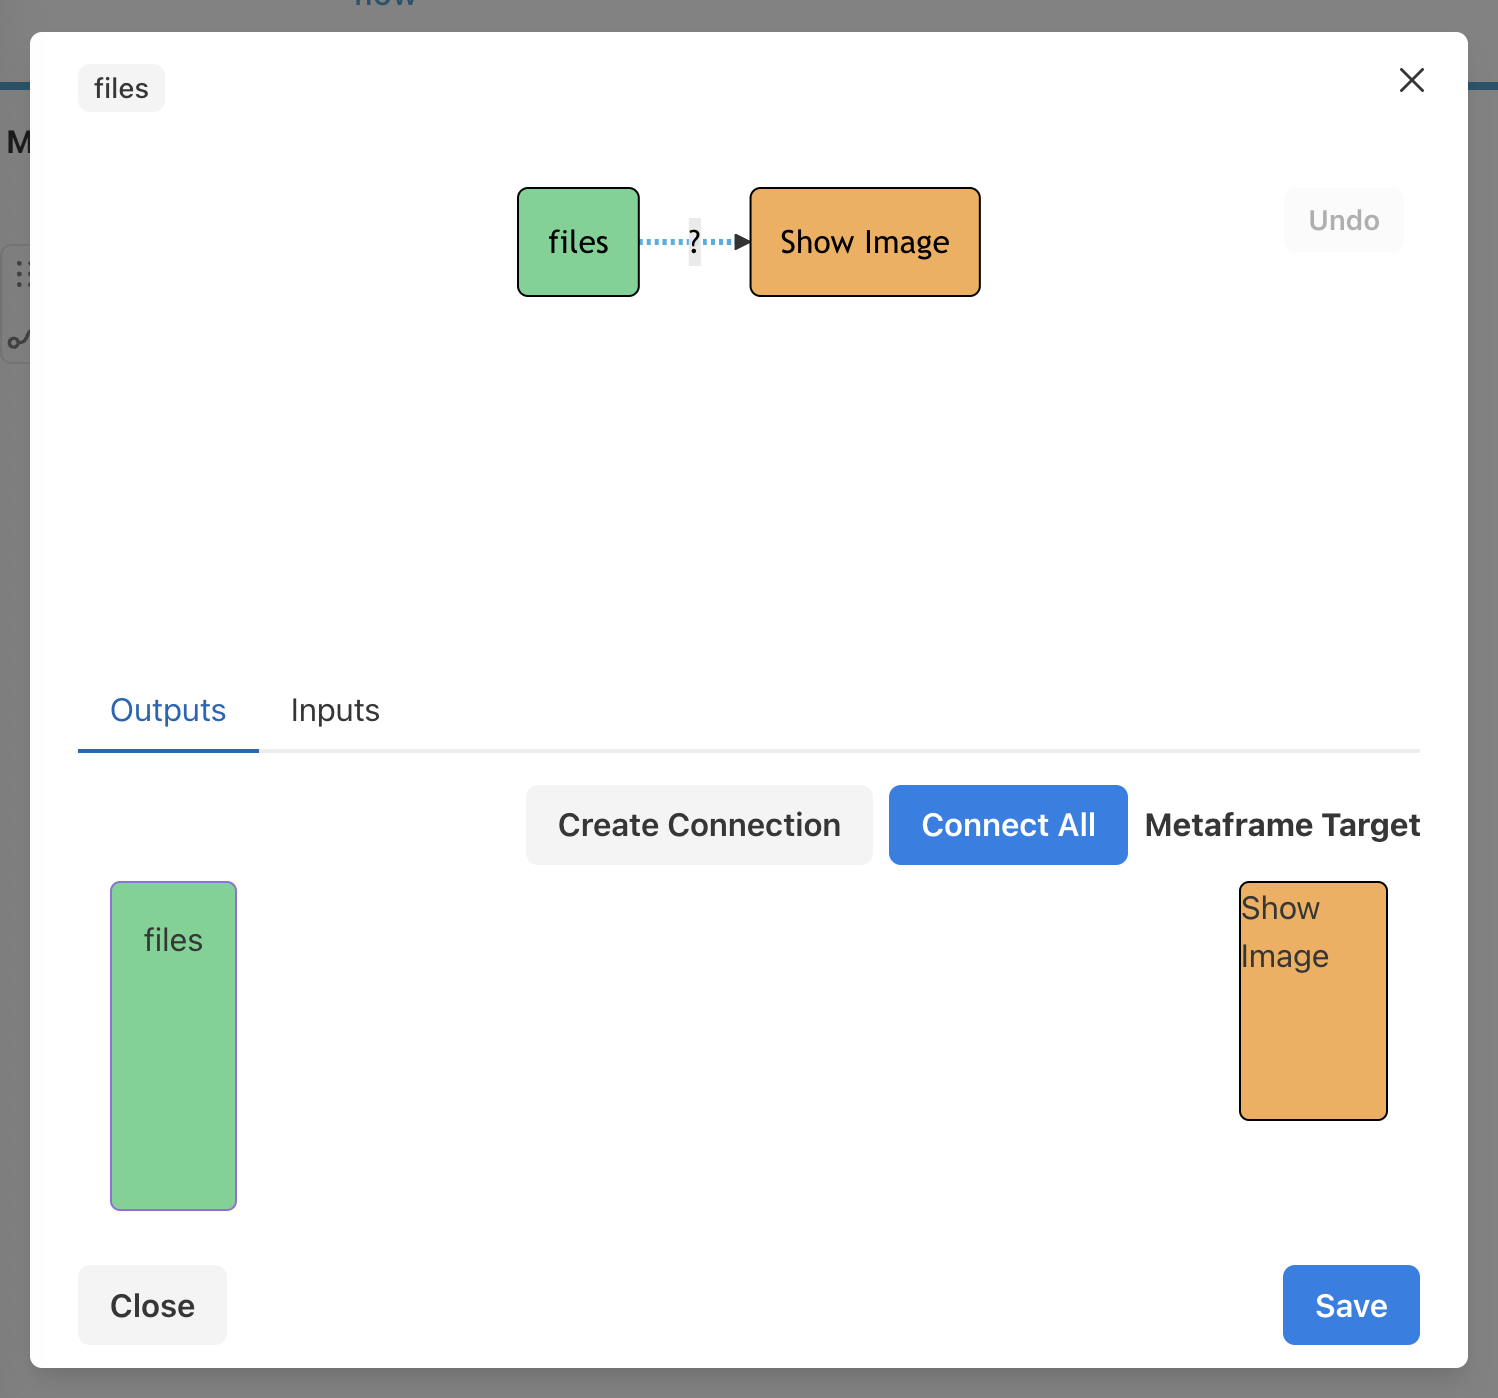 files
M
files
?
Show Image
Undo
Outputs
Inputs
Create Connection
Connect All
Metaframe Target
files
Show
Image
Close
Save